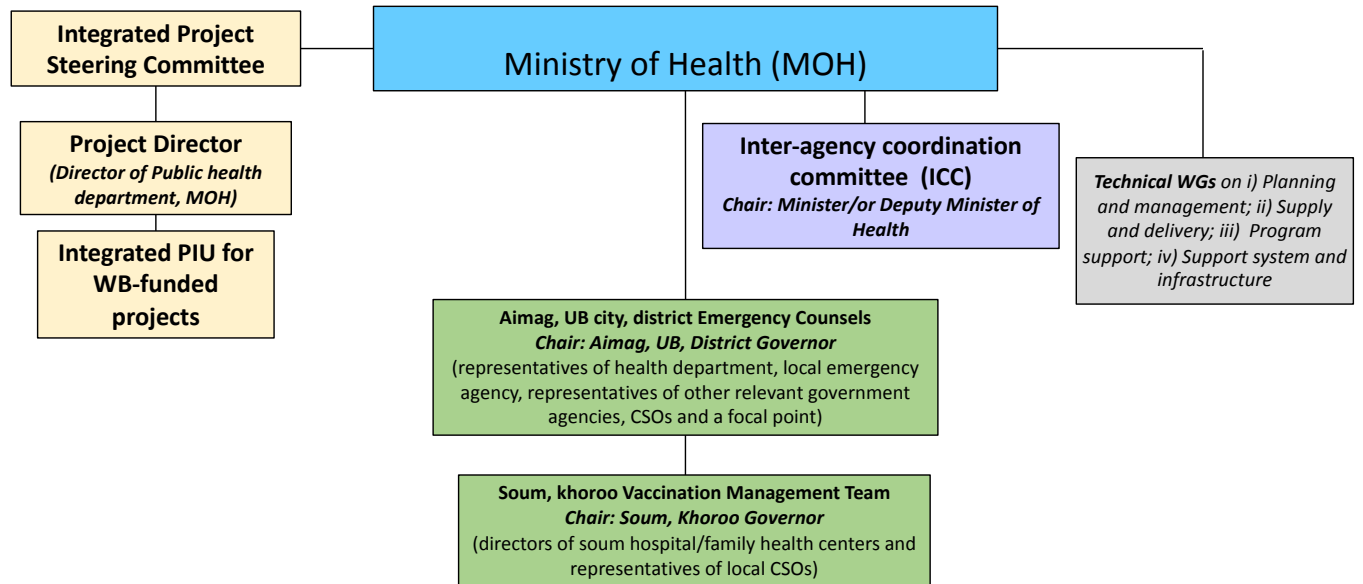 Integrated Project
Steering Committee
Ministry of Health (MOH)
Project Director
(Director of Public health
department, MOH)
Integrated PIU for
WB-funded
projects
Inter-agency coordination
committee  (ICC)
Chair: Minister/or Deputy Minister of
Health
Technical WGs on i) Planning
and management; ii) Supply
and delivery; iii)  Program
support; iv) Support system and
infrastructure
Aimag, UB city, district Emergency Counsels
Chair: Aimag, UB, District Governor
(representatives of health department, local emergency
agency, representatives of other relevant government
agencies, CSOs and a focal point)
Soum, khoroo Vaccination Management Team
Chair: Soum, Khoroo Governor
(directors of soum hospital/family health centers and
representatives of local CSOs)